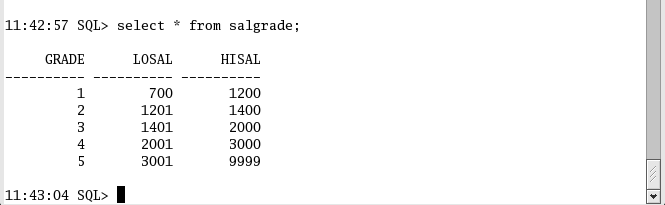 11:42:57 SQL> select * from salgrade;
     GRADE      LOSAL      HISAL
---------- ---------- ----------
         1        700       1200
         2       1201       1400
         3       1401       2000
         4       2001       3000
         5       3001       9999
11:43:04 SQL>